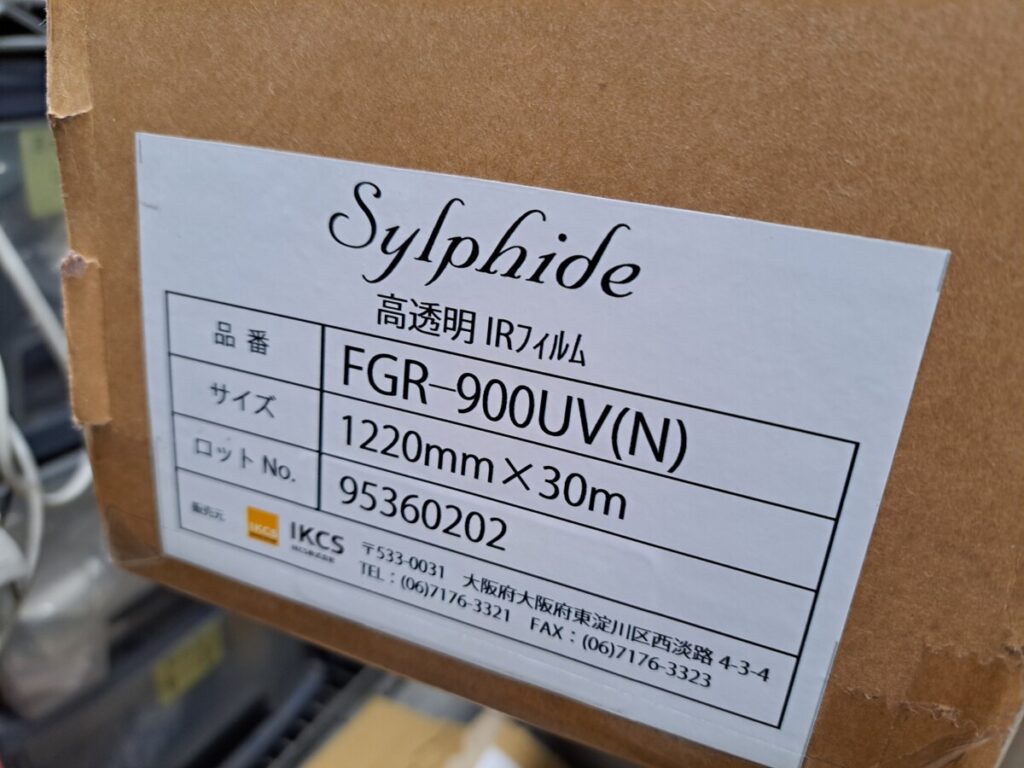 Sylphide
高透明 IRフィルム
品番 FGR-900UV(N)
サイズ 1220mm×30m
ロット No. 95360202
販売元 IKCS IKCS 〒533-0031 大阪府大阪府東淀川区西淡路 4-3-4
TEL:(06)7176-3321 FAX:(06)7176-3323